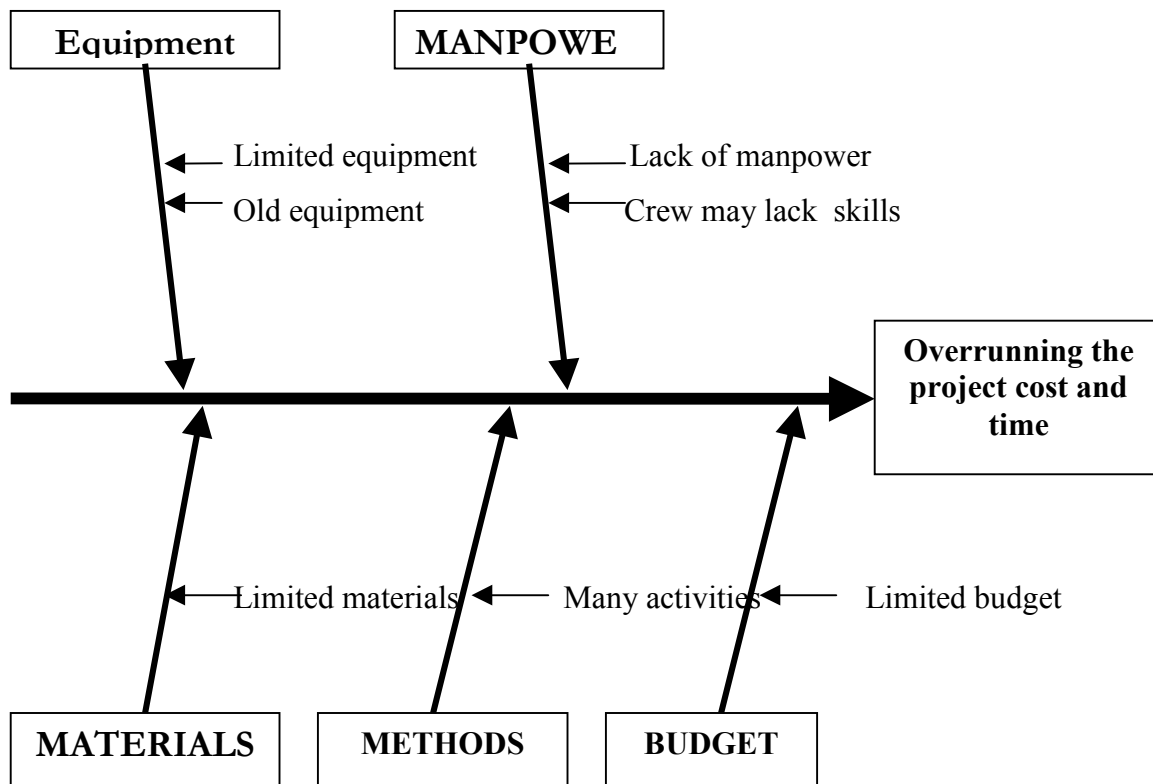 Equipment
MANPOWE
Limited equipment
Old equipment
Lack of manpower
Crew may lack  skills
Overrunning the
project cost and
time
Limited materials
Many activities
Limited budget
MATERIALS
METHODS
BUDGET